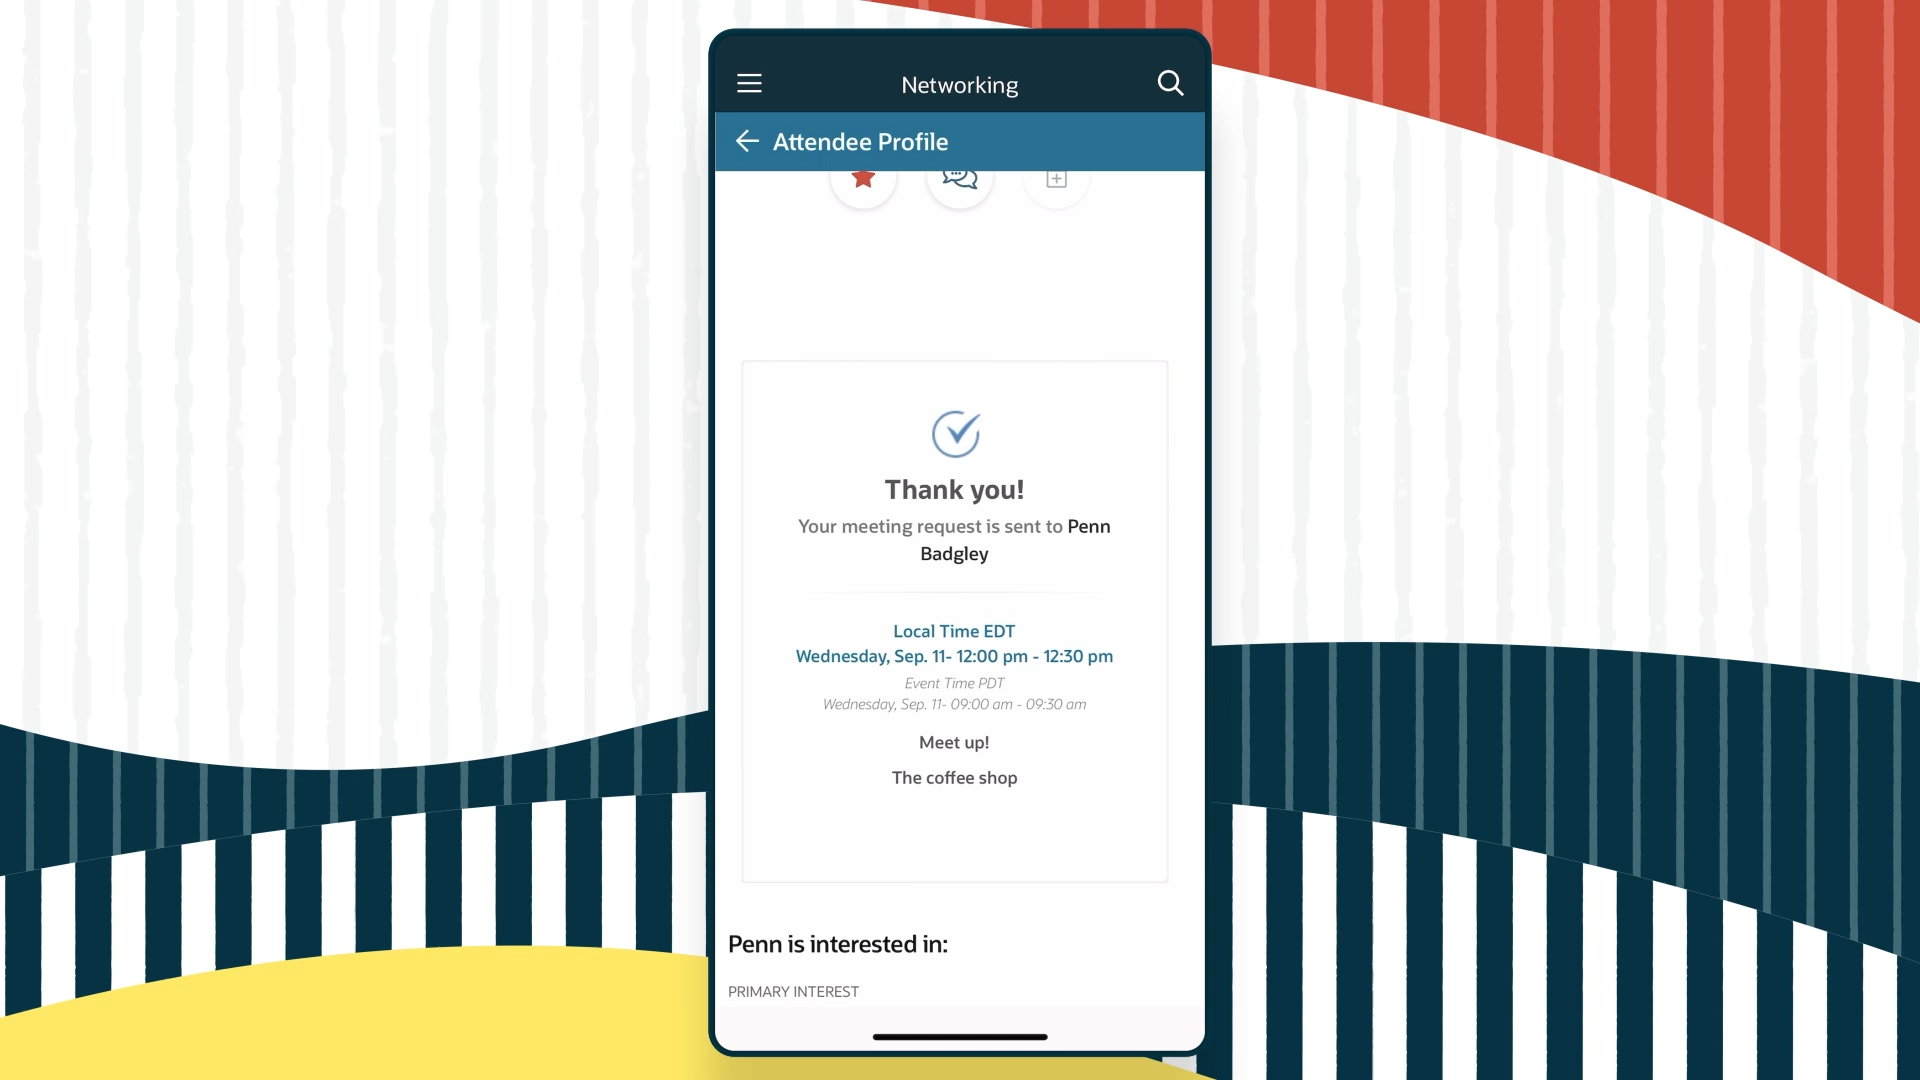 Networking
Attendee Profile
Thank you!
Your meeting request is sent to Penn
Badgley
Local Time EDT
Wednesday, Sep. 11- 12:00 pm - 12:30 pm
Event Time PDT
Wednesday, Sep. 11- 09:00 am - 09:30 am
Meet up!
The coffee shop
Penn is interested in:
PRIMARY INTEREST